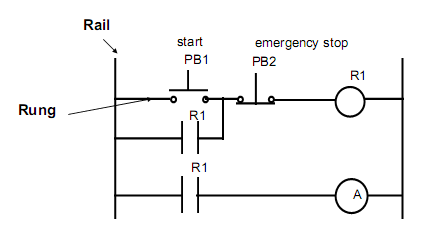 Rail
start
emergency stop
PB1
PB2
R1
Rung
R1
R1
A